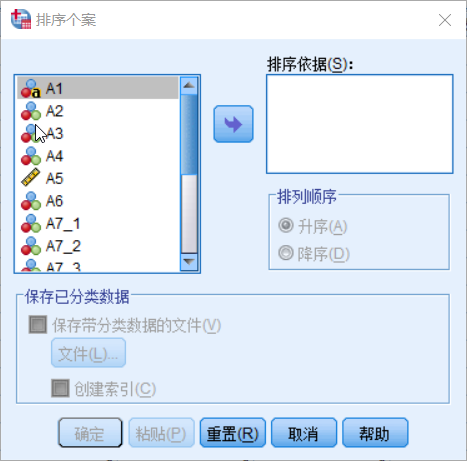 排序个案
排序依据(S):
A1
A2
A3
A4
A5
A6
A7_1
A7_2
A7_3
排列顺序
升序(A)
降序(D)
保存已分类数据
保存带分类数据的文件(V)
文件(L)...
创建索引(C)
确定 粘贴(P) 重置(R) 取消 帮助